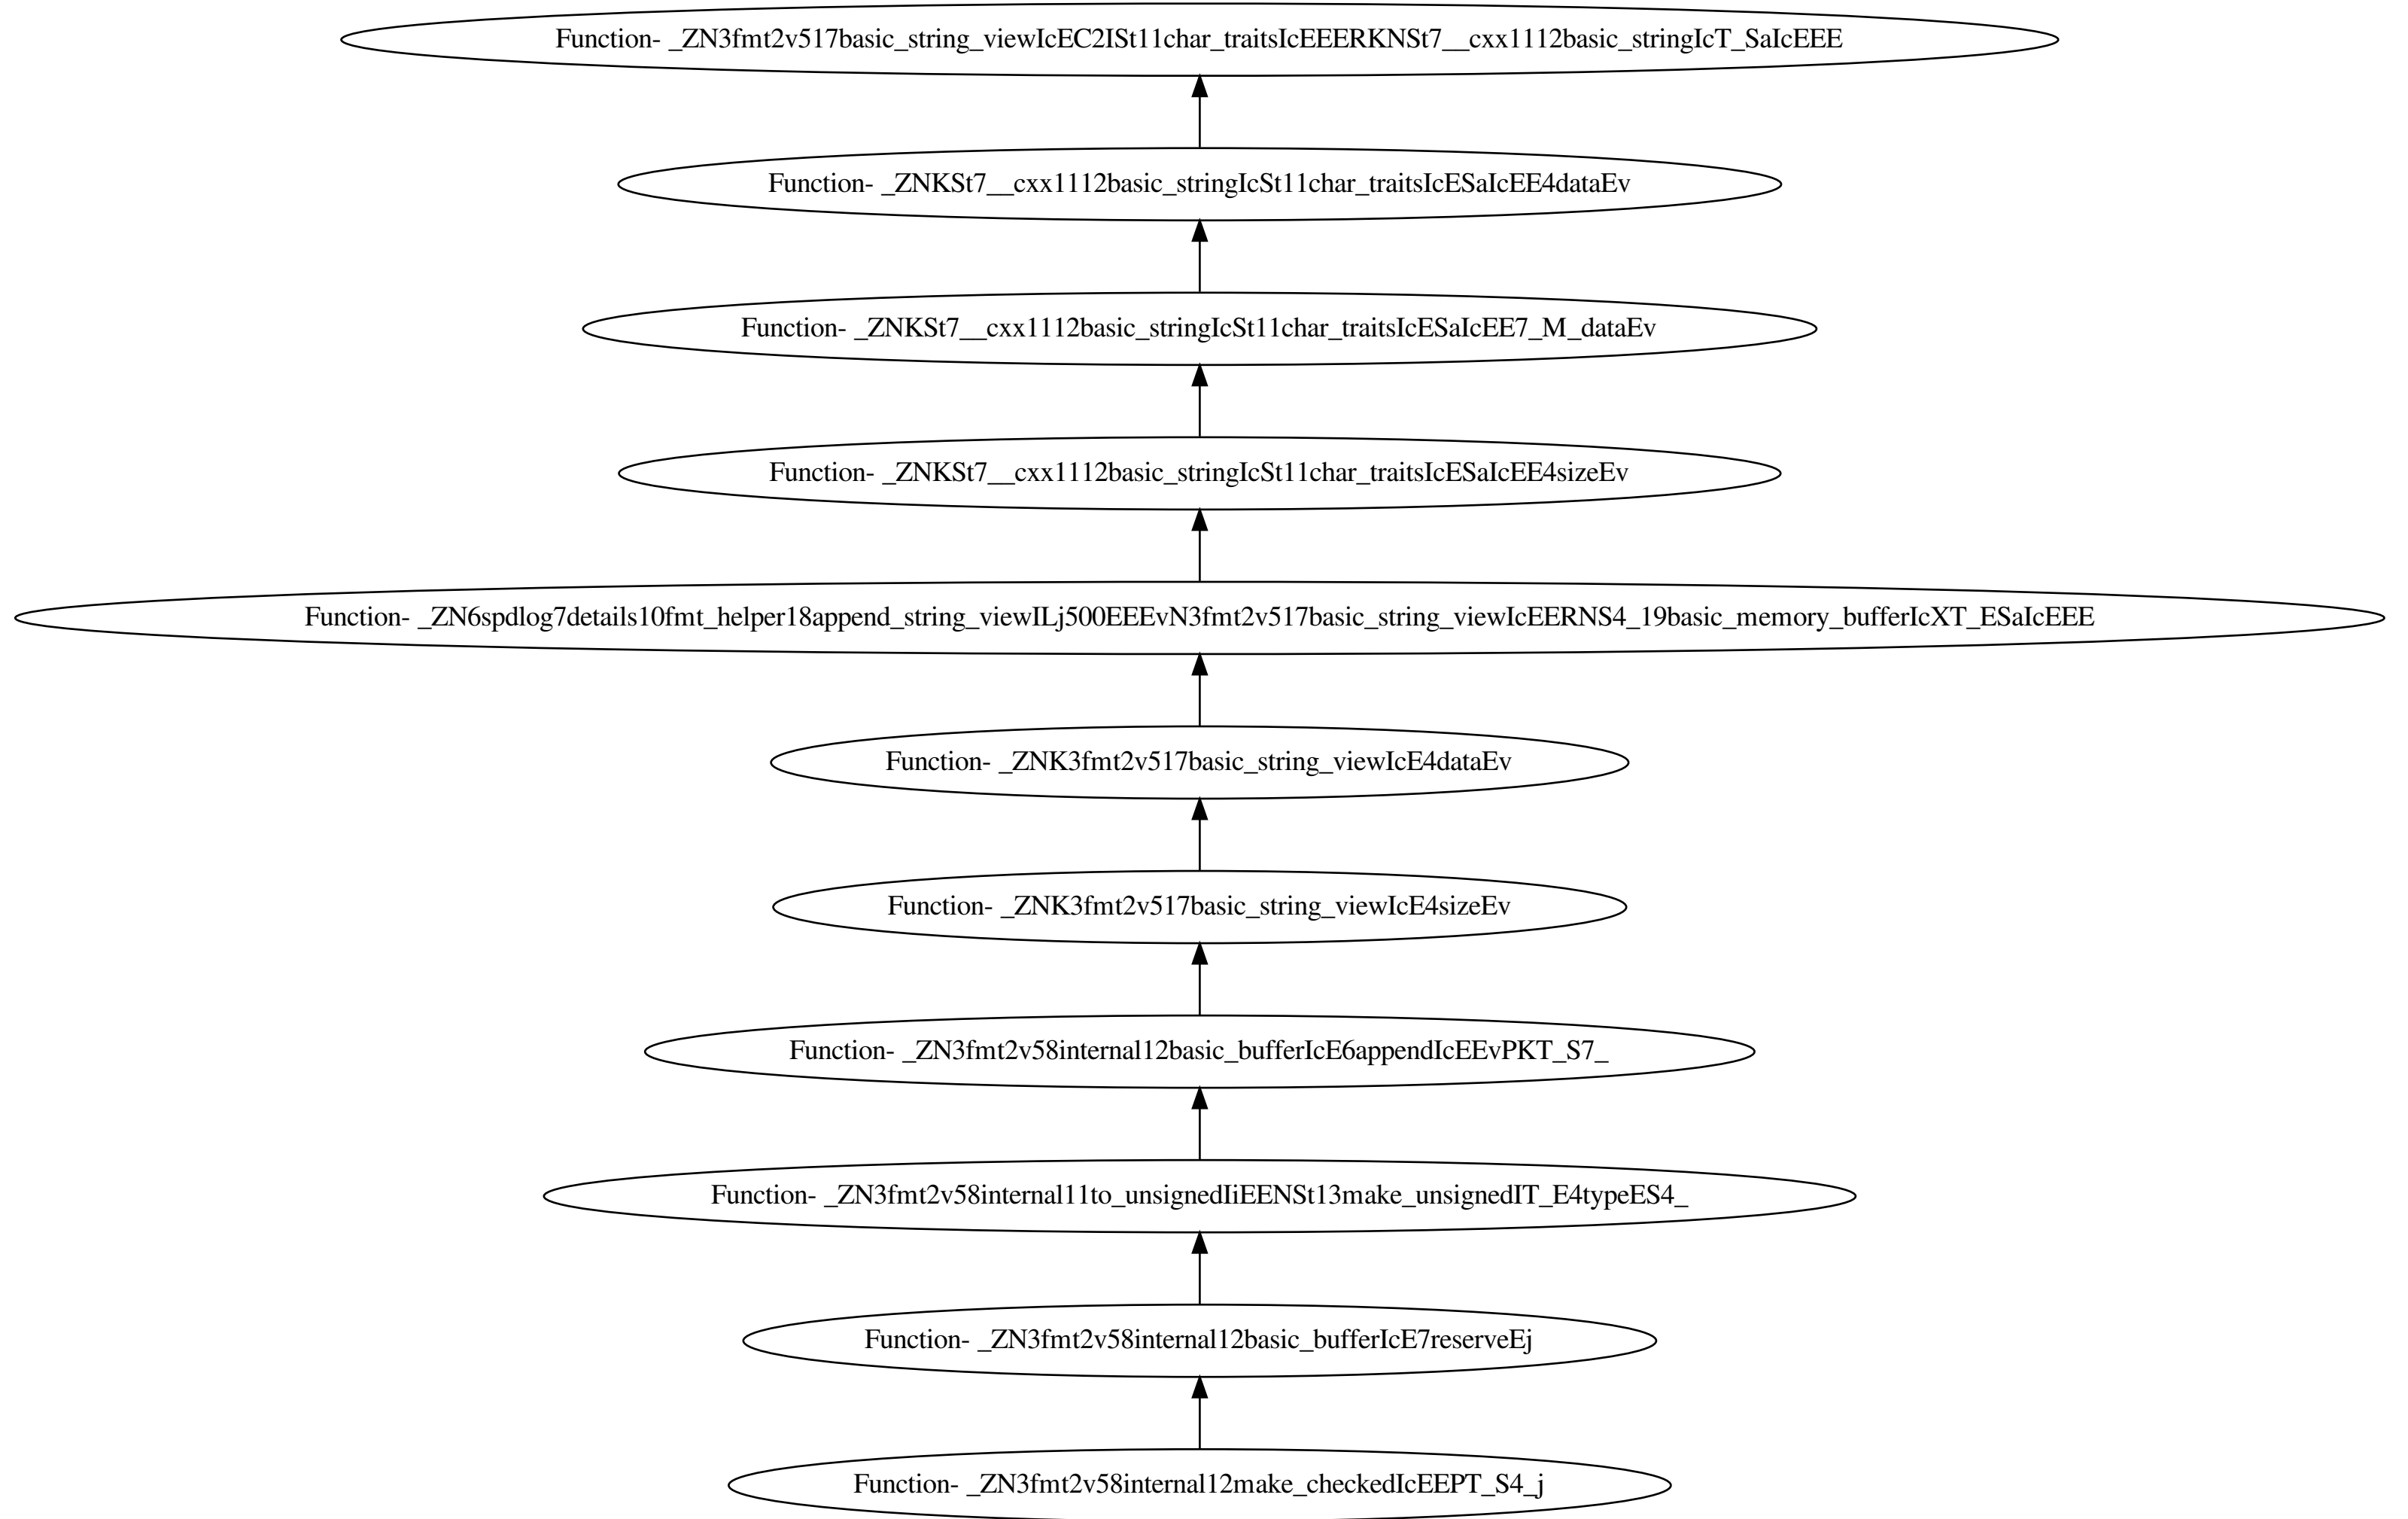 Function- _ZN3fmt2v517basic_string_viewIcEC2ISt11char_traitsIcEEERKNSt7__cxx1112basic_stringIcT_SaIcEEE
Function- _ZNKSt7__cxx1112basic_stringIcSt11char_traitsIcESaIcEE4dataEv
Function- _ZNKSt7__cxx1112basic_stringIcSt11char_traitsIcESaIcEE7_M_dataEv
Function- _ZNKSt7__cxx1112basic_stringIcSt11char_traitsIcESaIcEE4sizeEv
Function- _ZN6spdlog7details10fmt_helper18append_string_viewILj500EEEvN3fmt2v517basic_string_viewIcEERNS4_19basic_memory_bufferIcXT_ESaIcEEE
Function- _ZNK3fmt2v517basic_string_viewIcE4dataEv
Function- _ZNK3fmt2v517basic_string_viewIcE4sizeEv
Function- _ZN3fmt2v58internal12basic_bufferIcE6appendIcEEvPKT_S7_
Function- _ZN3fmt2v58internal11to_unsignedIiEENSt13make_unsignedIT_E4typeES4_
Function- _ZN3fmt2v58internal12basic_bufferIcE7reserveEj
Function- _ZN3fmt2v58internal12make_checkedIcEEPT_S4_j